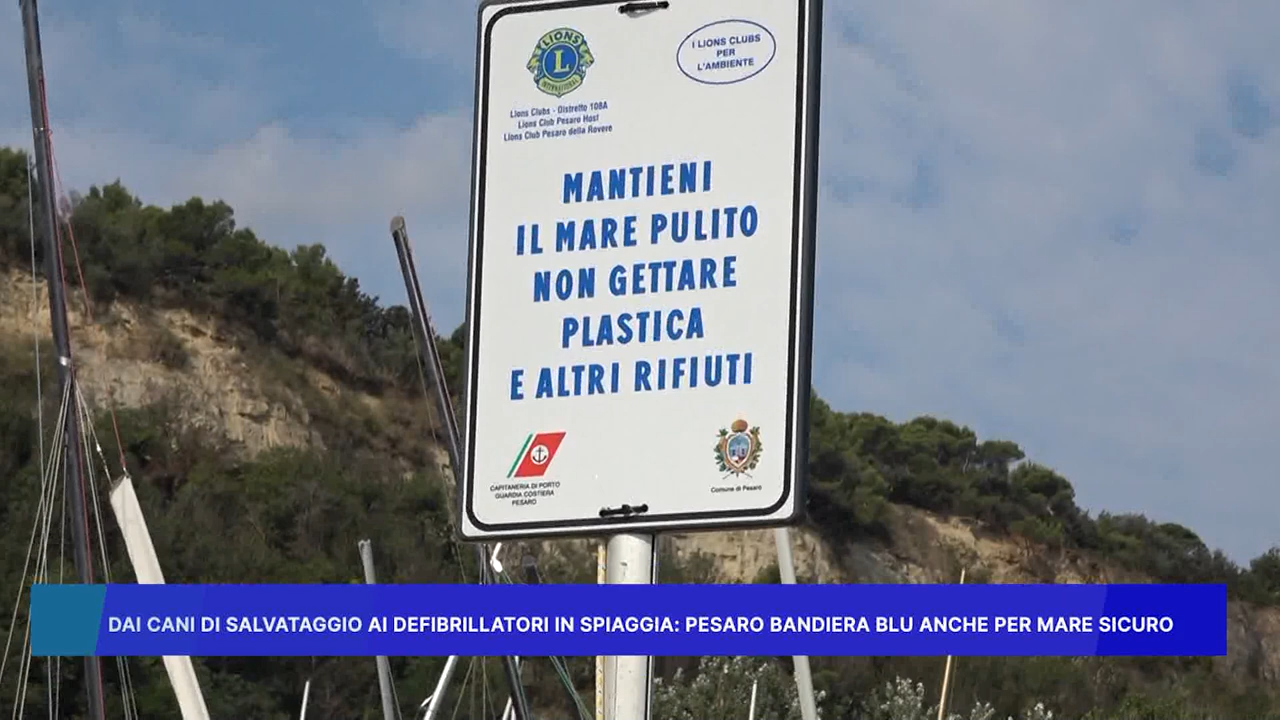 LIONS
L
INTERNATIONAL
I LIONS CLUBS
PER
L'AMBIENTE
Lions Clubs - Distretto 108A
Lions Club Pesaro Host
Lions Club Pesaro della Rovere
MANTIENI
IL MARE PULITO
NON GETTARE
PLASTICA
E ALTRI RIFIUTI
CAPITANERIA DI PORTO
GUARDIA COSTIERA
PESARO
Comune di Pesaro
DAI CANI DI SALVATAGGIO AI DEFIBRILLATORI IN SPIAGGIA: PESARO BANDIERA BLU ANCHE PER MARE SICURO